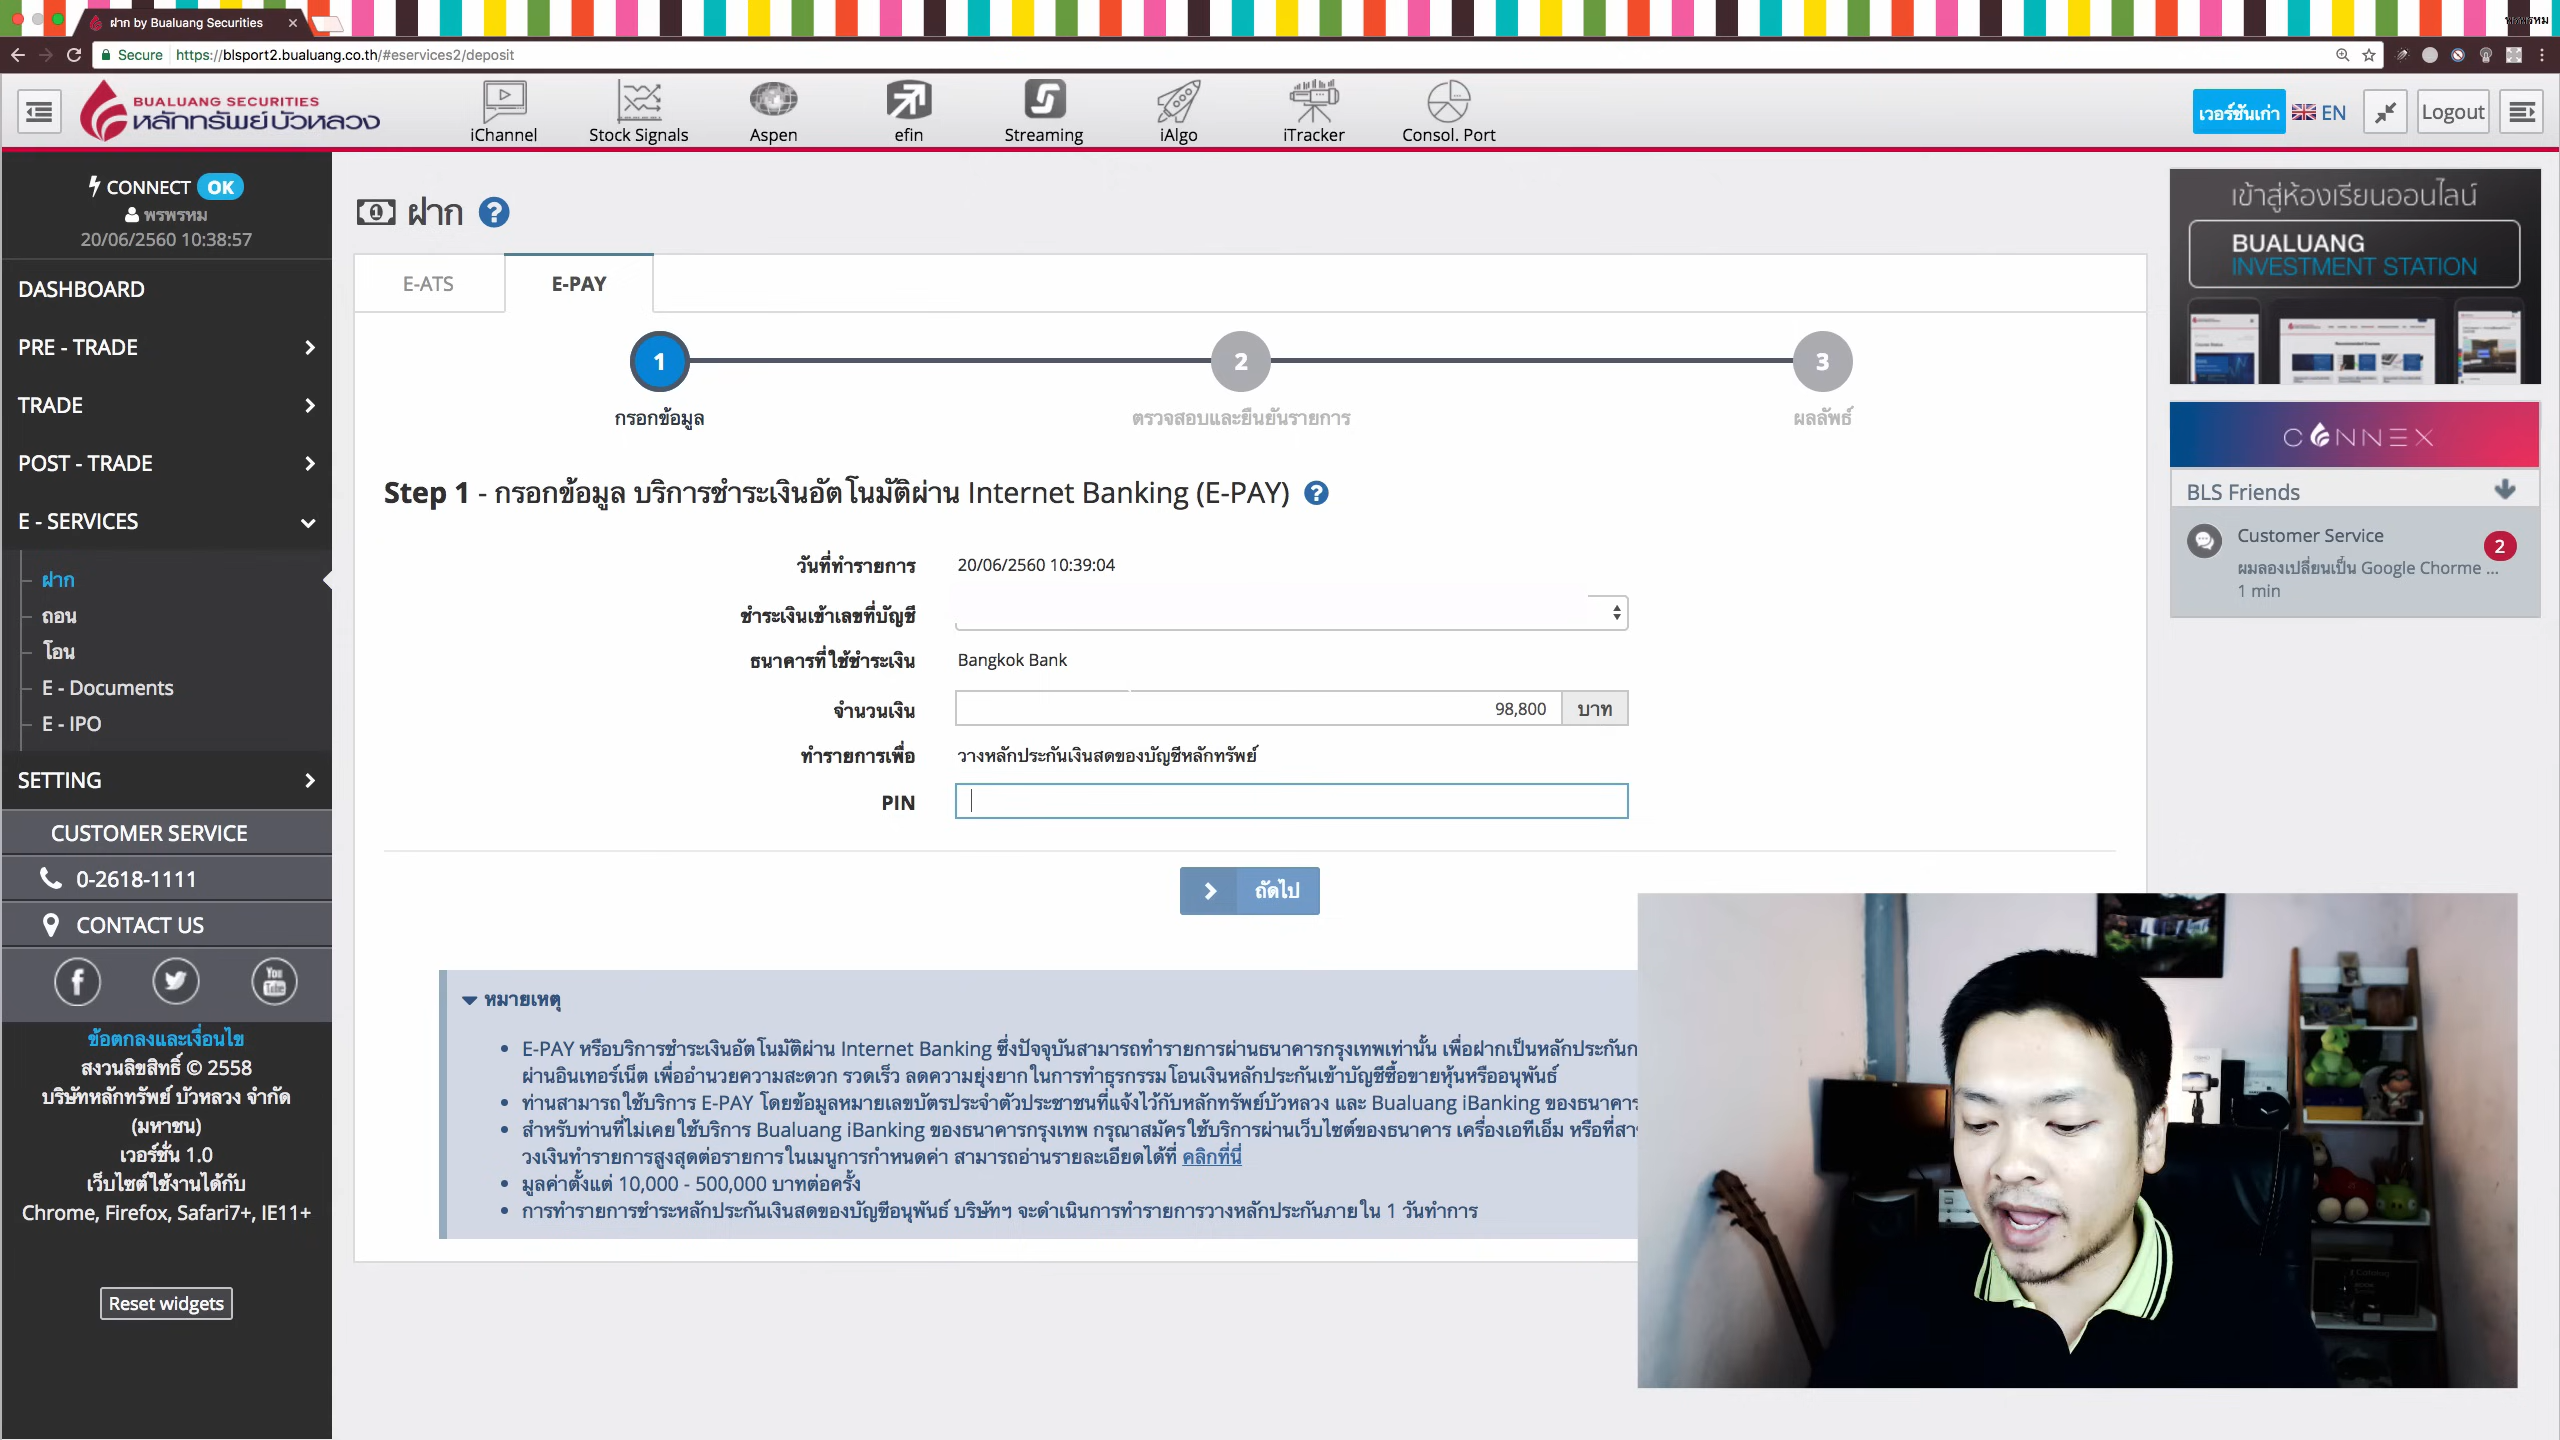 พรพรหม
ฝาก by Bualuang Securities
Secure https://blsport2.bualuang.co.th/#eservices2/deposit
BUALUANG SECURITIES
หลักทรัพย์บัวหลวง
iChannel
Stock Signals
Aspen
efin
Streaming
iAlgo
iTracker
Consol. Port
เวอร์ชันเก่า
EN
Logout
CONNECT OK
พรพรหม
20/06/2560 10:38:57
DASHBOARD
PRE - TRADE
TRADE
POST - TRADE
E - SERVICES
ฝาก
ถอน
โอน
E - Documents
E - IPO
SETTING
CUSTOMER SERVICE
0-2618-1111
CONTACT US
You Tube
ข้อตกลงและเงื่อนไข
สงวนลิขสิทธิ์ © 2558
บริษัทหลักทรัพย์ บัวหลวง จำกัด
(มหาชน)
เวอร์ชั่น 1.0
เว็บไซต์ใช้งานได้กับ
Chrome, Firefox, Safari7+, IE11+
Reset widgets
ฝาก
E-ATS
E-PAY
1
2
3
กรอกข้อมูล
ตรวจสอบและยืนยันรายการ
ผลลัพธ์
Step 1 - กรอกข้อมูล บริการชำระเงินอัตโนมัติผ่าน Internet Banking (E-PAY)
วันที่ทำรายการ 20/06/2560 10:39:04
ชำระเงินเข้าเลขที่บัญชี
ธนาคารที่ใช้ชำระเงิน Bangkok Bank
จำนวนเงิน 98,800 บาท
ทำรายการเพื่อ วางหลักประกันเงินสดของบัญชีหลักทรัพย์
PIN
ถัดไป
หมายเหตุ
E-PAY หรือบริการชำระเงินอัตโนมัติผ่าน Internet Banking ซึ่งปัจจุบันสามารถทำรายการผ่านธนาคารกรุงเทพเท่านั้น เพื่อฝากเป็นหลักประกันก
ผ่านอินเทอร์เน็ต เพื่ออำนวยความสะดวก รวดเร็ว ลดความยุ่งยากในการทำธุรกรรมโอนเงินหลักประกันเข้าบัญชีซื้อขายหุ้นหรืออนุพันธ์
ท่านสามารถใช้บริการ E-PAY โดยข้อมูลหมายเลขบัตรประจำตัวประชาชนที่แจ้งไว้กับหลักทรัพย์บัวหลวง และ Bualuang iBanking ของธนาคาร
สำหรับท่านที่ไม่เคยใช้บริการ Bualuang iBanking ของธนาคารกรุงเทพ กรุณาสมัครใช้บริการผ่านเว็บไซต์ของธนาคาร เครื่องเอทีเอ็ม หรือที่สา
วงเงินทำรายการสูงสุดต่อรายการในเมนูการกำหนดค่า สามารถอ่านรายละเอียดได้ที่ คลิกที่นี่
มูลค่าตั้งแต่ 10,000 - 500,000 บาทต่อครั้ง
การทำรายการชำระหลักประกันเงินสดของบัญชีอนุพันธ์ บริษัทฯ จะดำเนินการทำรายการวางหลักประกันภายใน 1 วันทำการ
เข้าสู่ห้องเรียนออนไลน์
BUALUANG
INVESTMENT STATION
CONNEX
BLS Friends
Customer Service
2
ผมลองเปลี่ยนเป็น Google Chorme ...
1 min